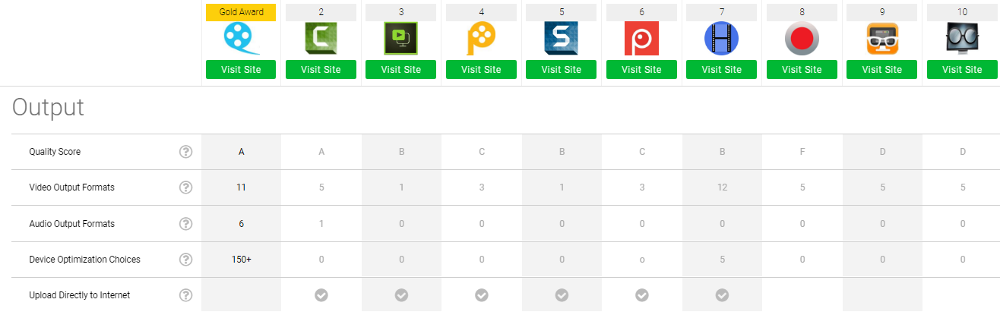 Gold Award 2 3 4 5 6 7 8 9 10
Visit Site Visit Site Visit Site Visit Site Visit Site Visit Site Visit Site Visit Site Visit Site Visit Site
Output
Quality Score ? A A B C B C B F D D
Video Output Formats ? 11 5 1 3 1 3 12 5 5 5
Audio Output Formats ? 6 1 0 0 0 0 0 0 0 0
Device Optimization Choices ? 150+ 0 0 0 0 o 5 0 0 0
Upload Directly to Internet ?